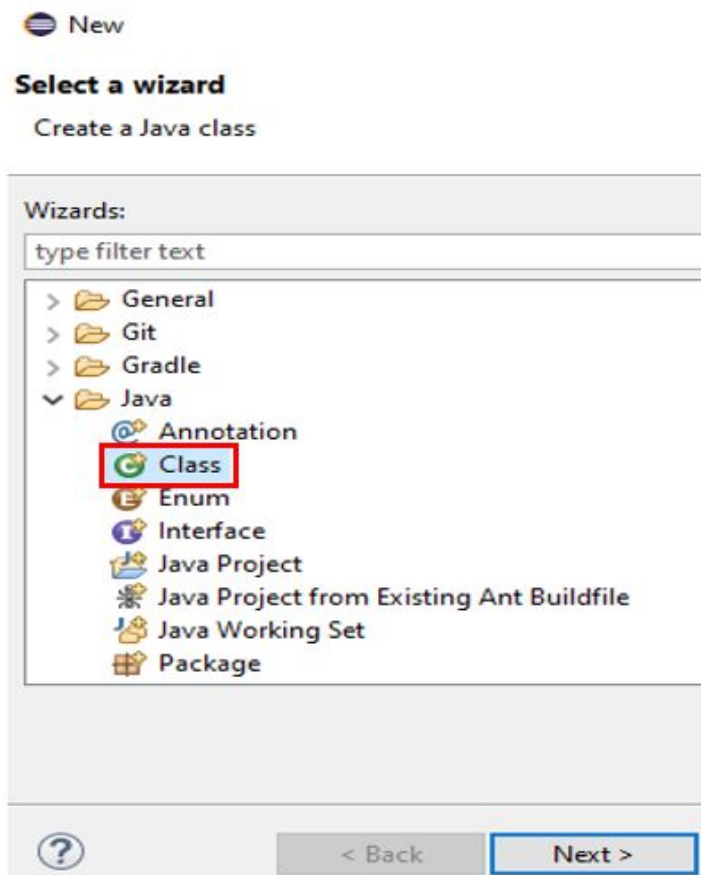 New
Select a wizard
Create a Java class
Wizards:
type filter text
General
Git
Gradle
Java
Annotation
Class
Enum
Interface
Java Project
Java Project from Existing Ant Buildfile
Java Working Set
Package
? < Back Next >